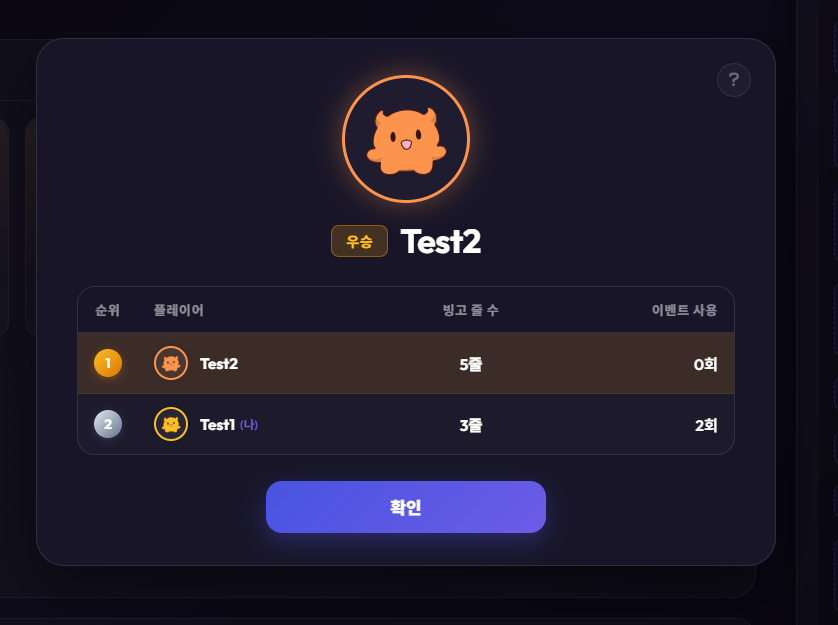 ?
우승 Test2
순위 플레이어 빙고 줄 수 이벤트 사용
1 Test2 5줄 0회
2 Test1 (나) 3줄 2회
확인